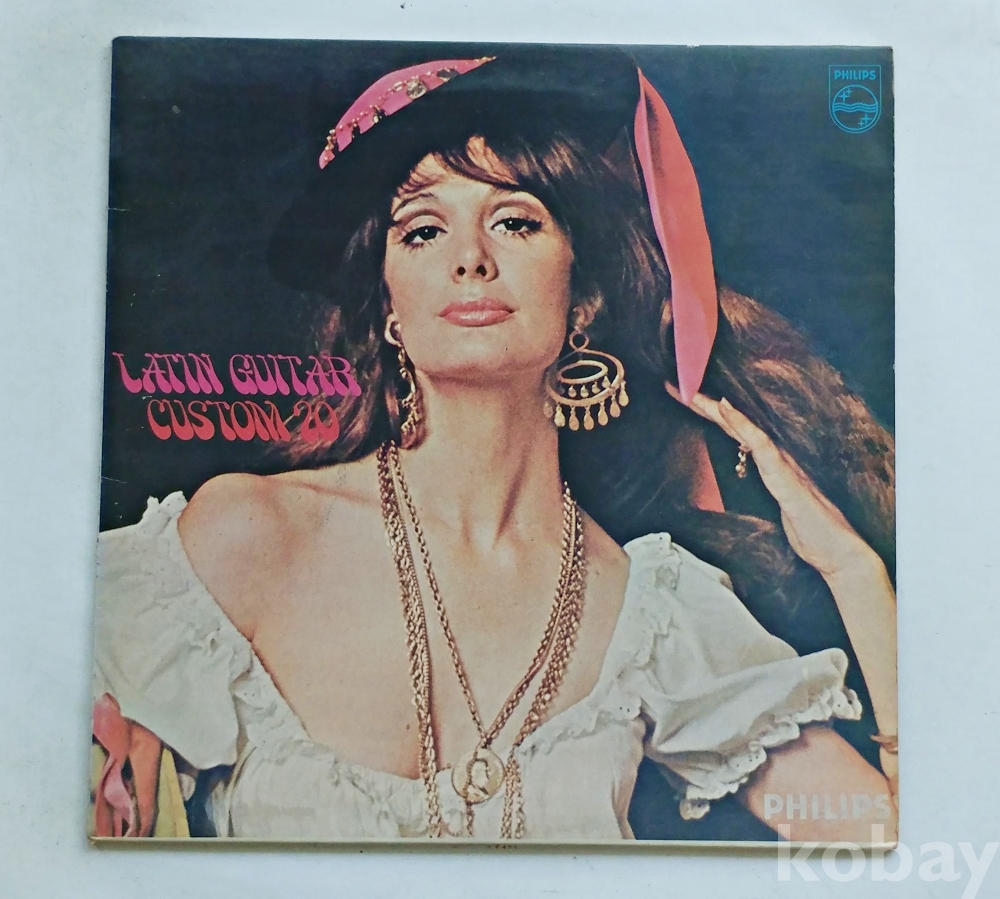 PHILIPS
LATIN GUITAR
CUSTOM 20
PHILIPS
kobay